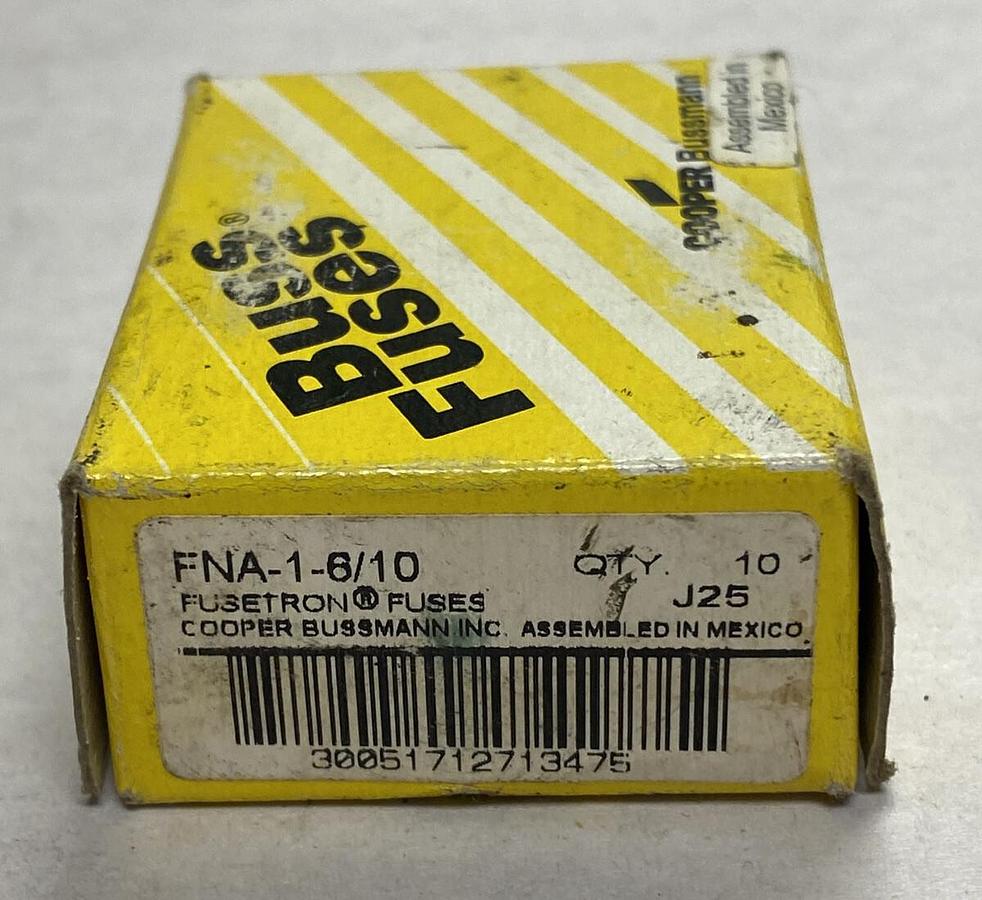 Buss®
Fuses
COOPER Bussmann
Assembled in
Mexico
FNA-1-6/10 QTY. 10
FUSETRON® FUSES J25
COOPER BUSSMANN INC. ASSEMBLED IN MEXICO
30051712713475